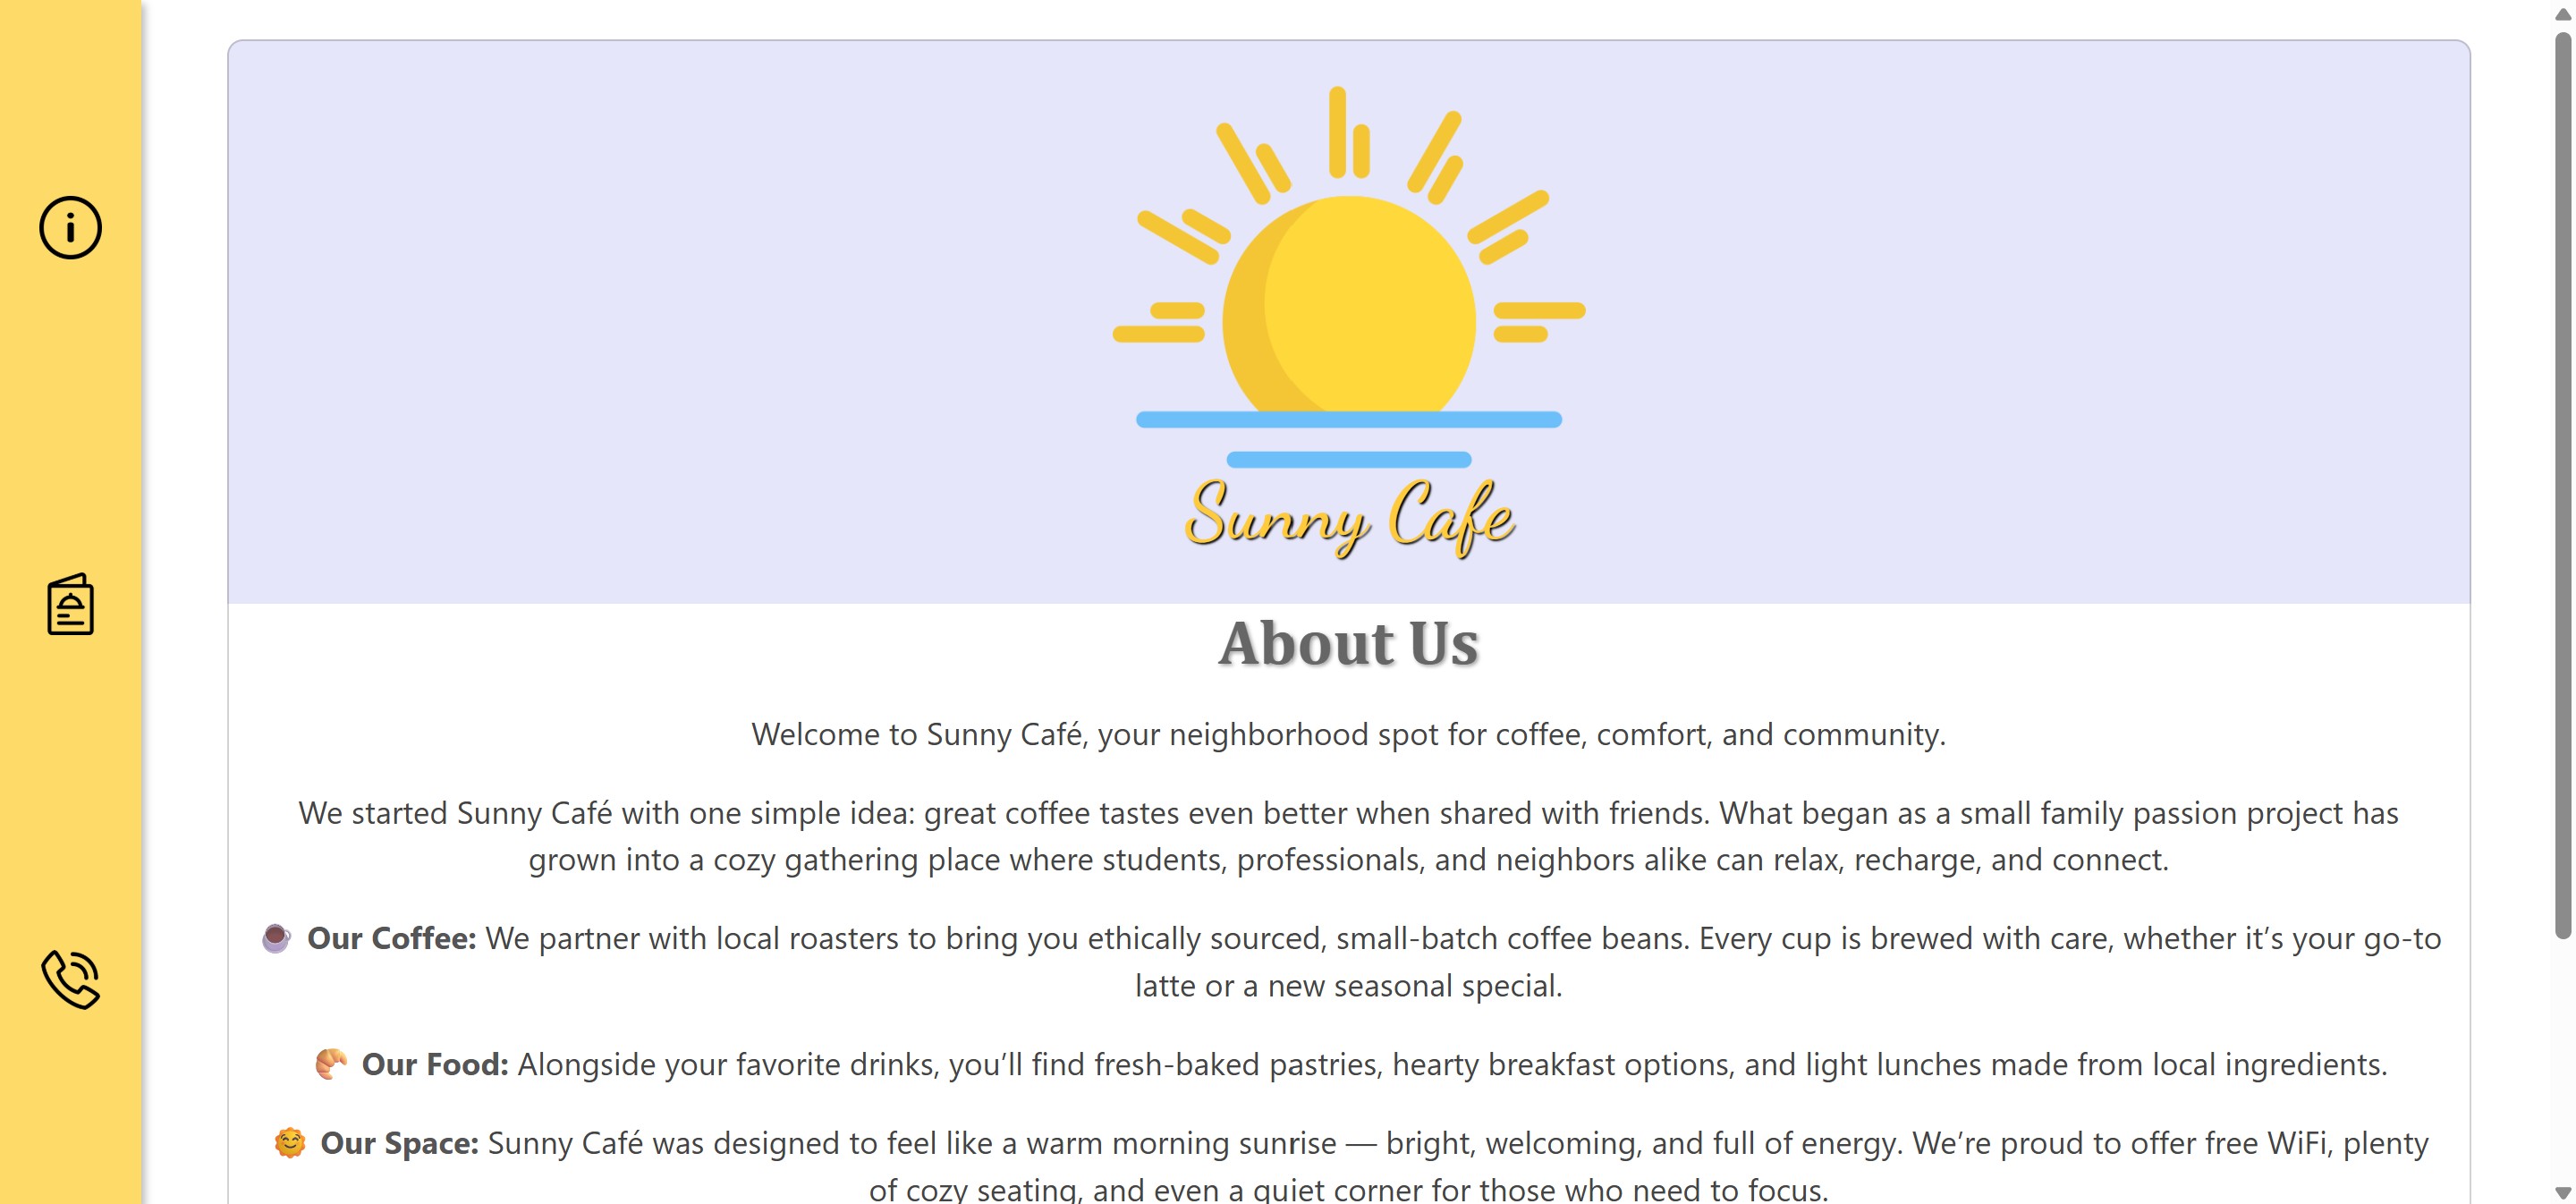 Sunny Cafe
About Us
Welcome to Sunny Café, your neighborhood spot for coffee, comfort, and community.
We started Sunny Café with one simple idea: great coffee tastes even better when shared with friends. What began as a small family passion project has
grown into a cozy gathering place where students, professionals, and neighbors alike can relax, recharge, and connect.
Our Coffee: We partner with local roasters to bring you ethically sourced, small-batch coffee beans. Every cup is brewed with care, whether it’s your go-to
latte or a new seasonal special.
Our Food: Alongside your favorite drinks, you’ll find fresh-baked pastries, hearty breakfast options, and light lunches made from local ingredients.
Our Space: Sunny Café was designed to feel like a warm morning sunrise — bright, welcoming, and full of energy. We’re proud to offer free WiFi, plenty
of cozy seating, and even a quiet corner for those who need to focus.